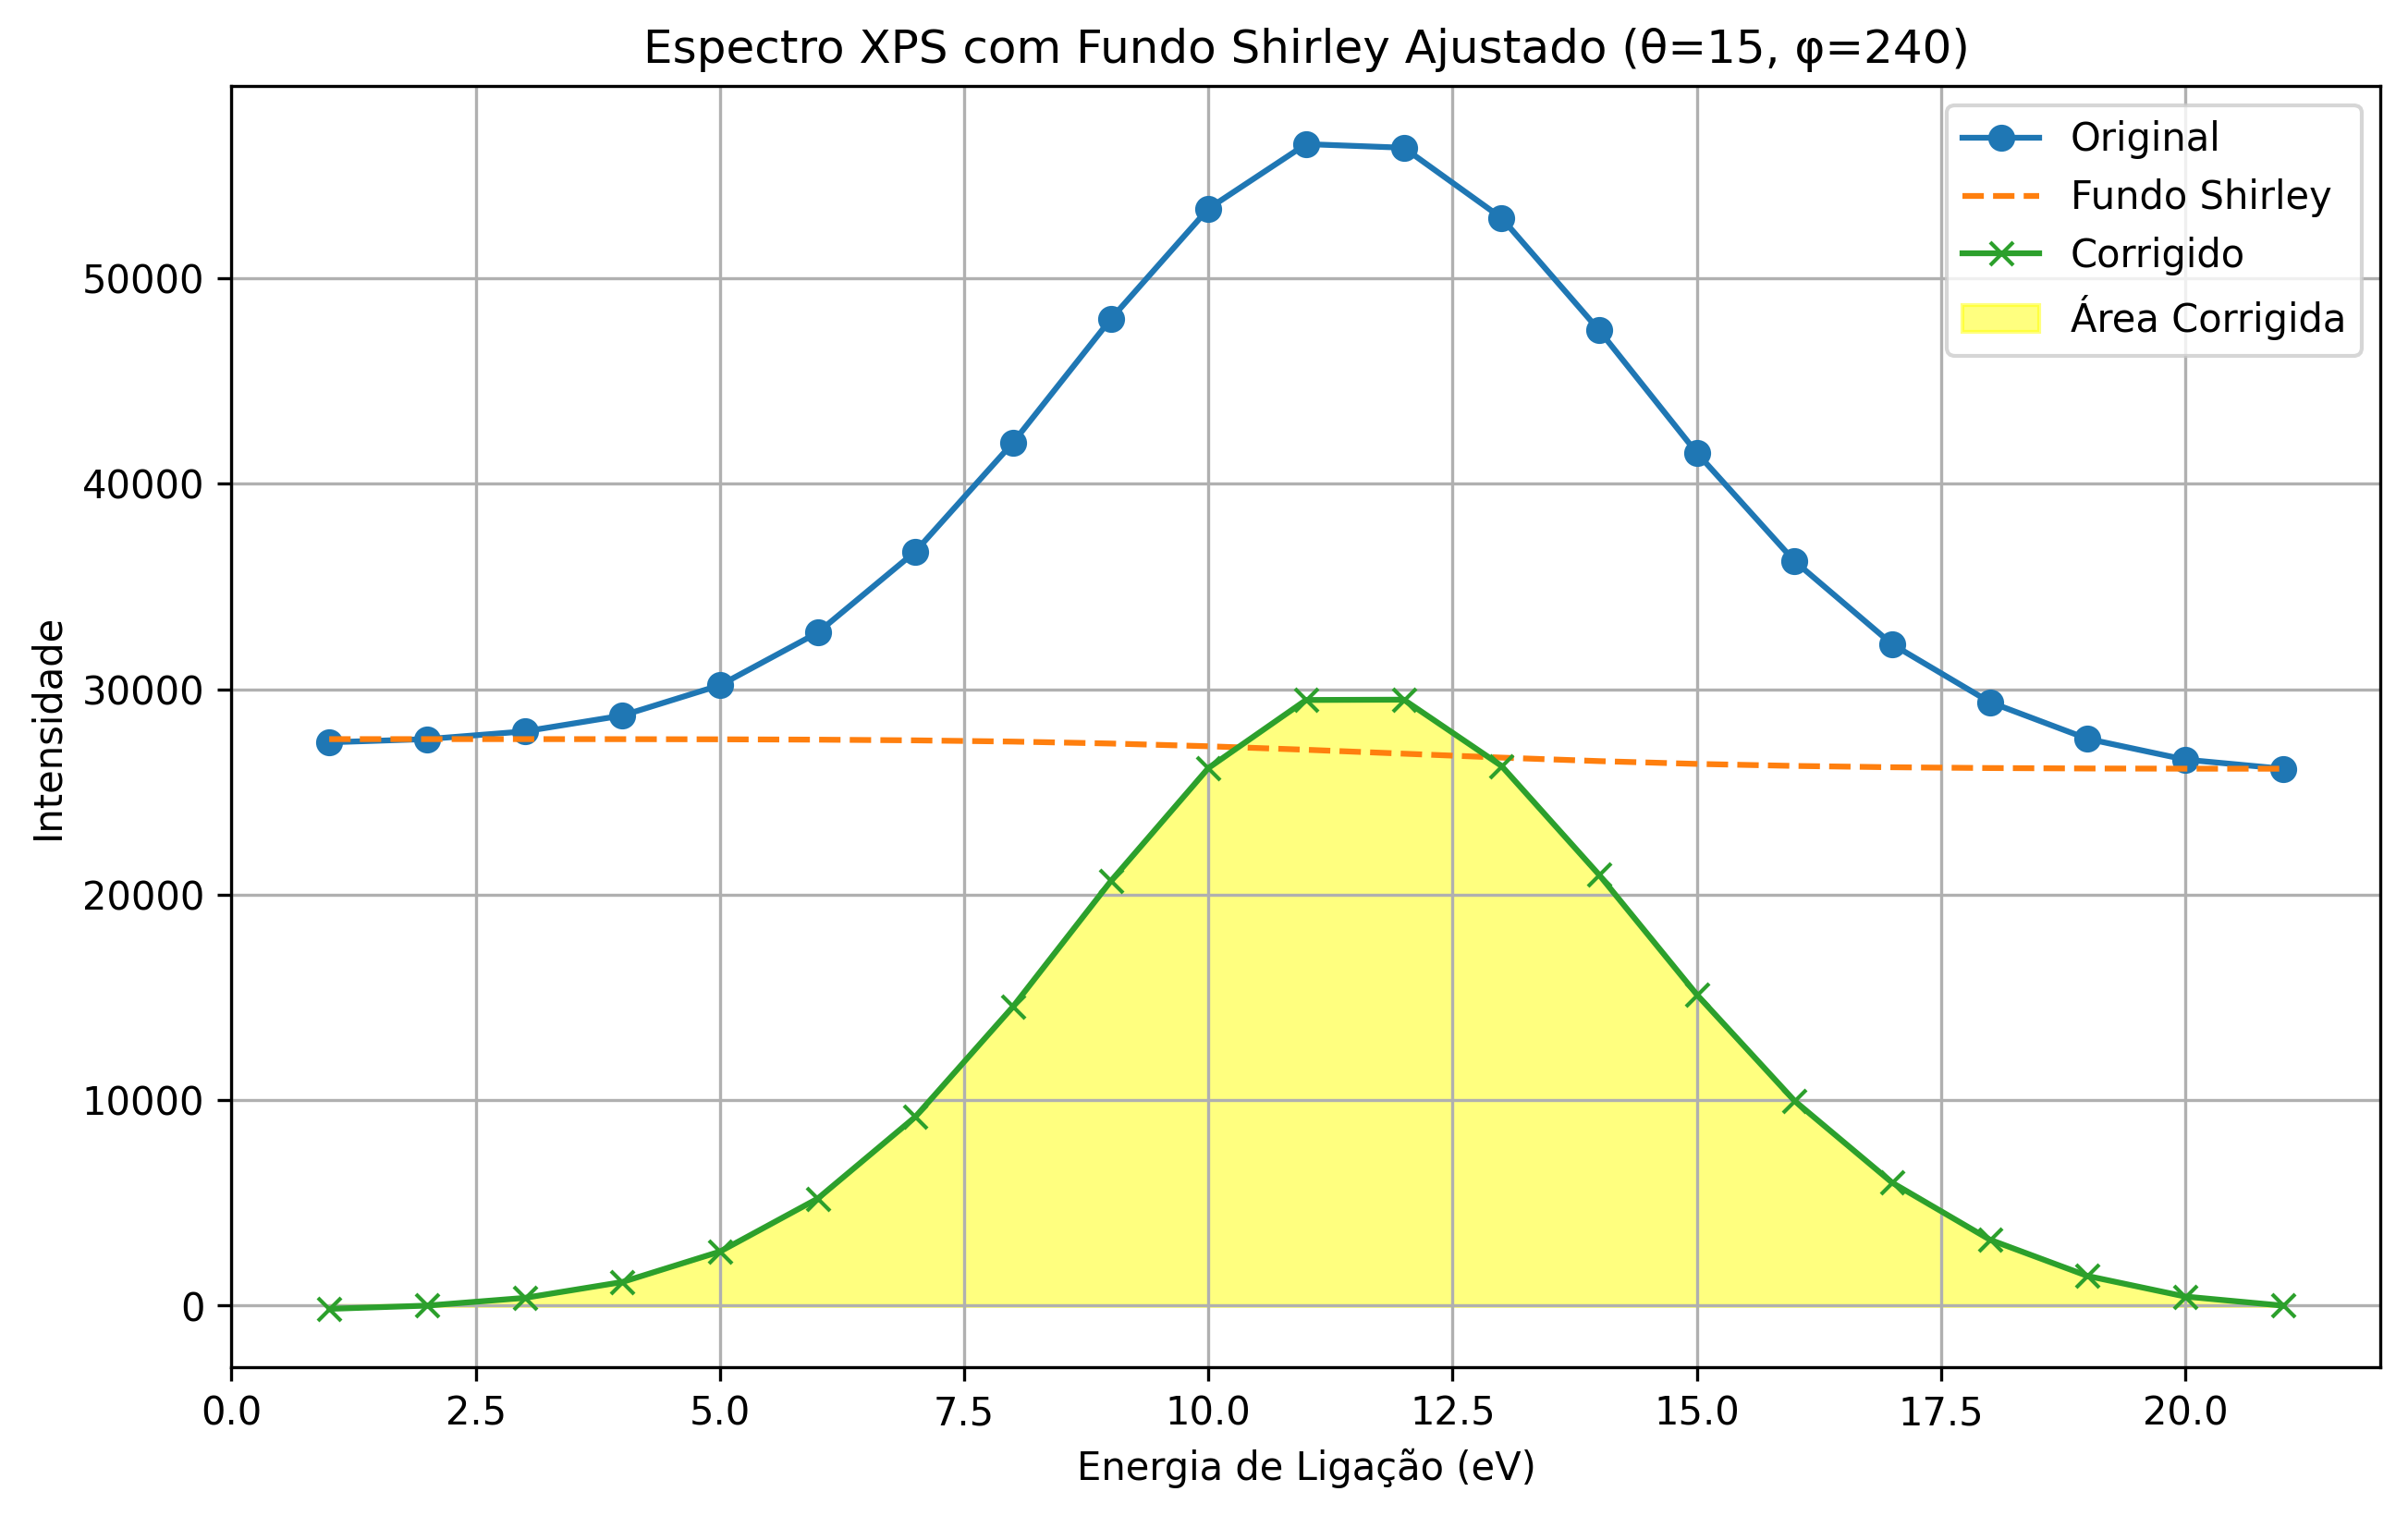 Espectro XPS com Fundo Shirley Ajustado (θ=15, φ=240)
Original
Fundo Shirley
Corrigido
Área Corrigida
Intensidade
50000
40000
30000
20000
10000
0
0.0 2.5 5.0 7.5 10.0 12.5 15.0 17.5 20.0
Energia de Ligação (eV)